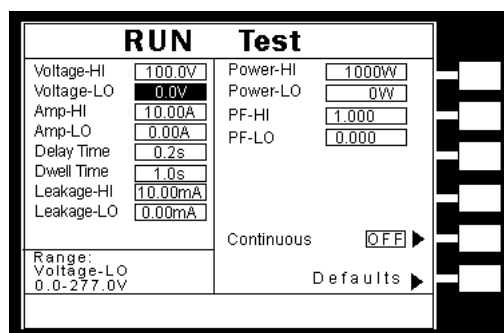 RUN Test
Voltage-HI 100.0V
Voltage-LO 0.0V
Amp-HI 10.00A
Amp-LO 0.00A
Delay Time 0.2s
Dwell Time 1.0s
Leakage-HI 10.00mA
Leakage-LO 0.00mA
Power-HI 1000W
Power-LO 0W
PF-HI 1.000
PF-LO 0.000
Continuous OFF
Defaults
Range:
Voltage-LO
0.0-277.0V